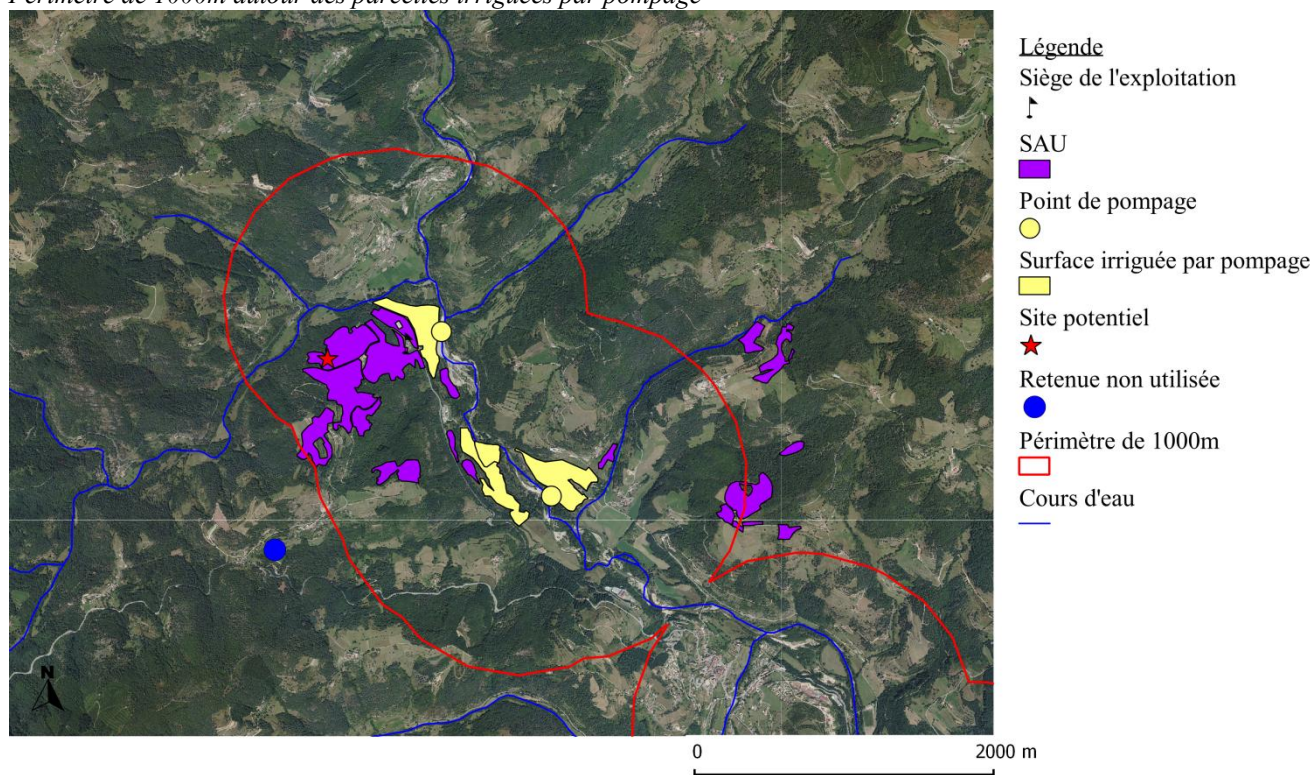 Périmètre de 1000m autour des parcelles irriguées par pompage
Légende
Siège de l'exploitation
SAU
Point de pompage
Surface irriguée par pompage
Site potentiel
Retenue non utilisée
Périmètre de 1000m
Cours d'eau
N
0 2000 m